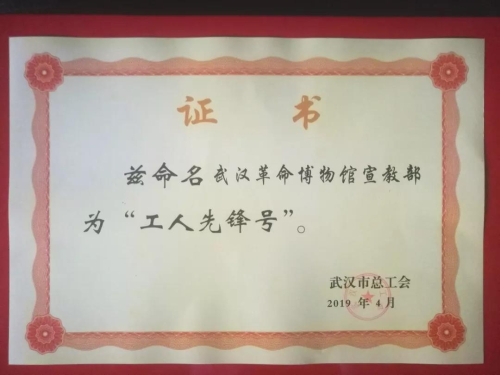 证书
兹命名武汉革命博物馆宣教部
为“工人先锋号”。
武汉市总工会
2019 年 4 月